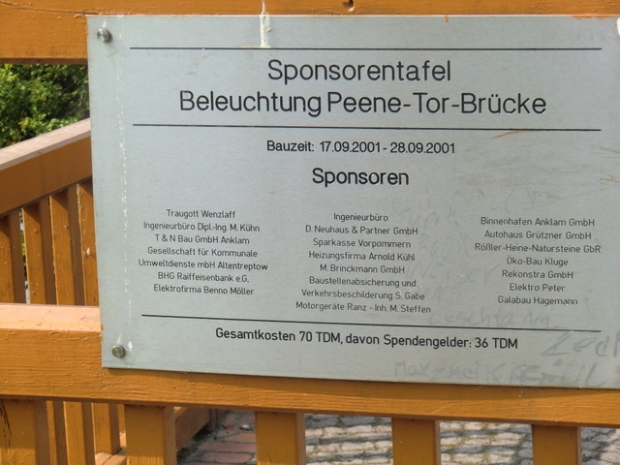 Sponsorentafel
Beleuchtung Peene-Tor-Brücke
Bauzeit: 17.09.2001 - 28.09.2001
Sponsoren
Traugott Wenzlaff
Ingenieurbüro Dipl.-Ing. M. Kühn
T & N Bau GmbH Anklam
Gesellschaft für Kommunale
Umweltdienste mbH Altentreptow
BHG Raiffeisenbank e.G.
Elektrofirma Benno Möller
Ingenieurbüro
D. Neuhaus & Partner GmbH
Sparkasse Vorpommern
Heizungsfirma Arnold Kühl
M. Brinckmann GmbH
Baustellenabsicherung und
Verkehrsbeschilderung S. Gabe
Motorgeräte Ranz - Inh. M. Steffen
Binnenhafen Anklam GmbH
Autohaus Grützner GmbH
Rößler-Heine-Natursteine GbR
Öko-Bau Kluge
Rekonstra GmbH
Elektro Peter
Galabau Hagemann
Gesamtkosten 70 TDM, davon Spendengelder: 36 TDM